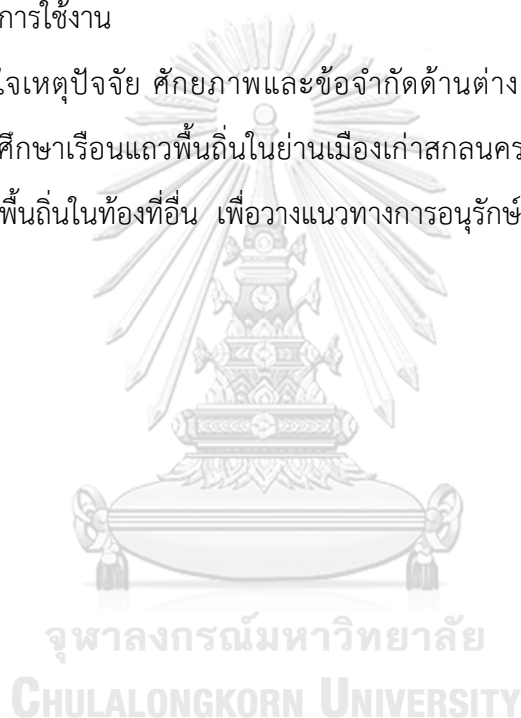 การใช้งาน
ใจเหตุปัจจัย ศักยภาพและข้อจำกัดด้านต่าง
ศึกษาเรือนแถวพื้นถิ่นในย่านเมืองเก่าสกลนคร
พื้นถิ่นในท้องที่อื่น เพื่อวางแนวทางการอนุรักษ์
จุฬาลงกรณ์มหาวิทยาลัย
CHULALONGKORN UNIVERSITY